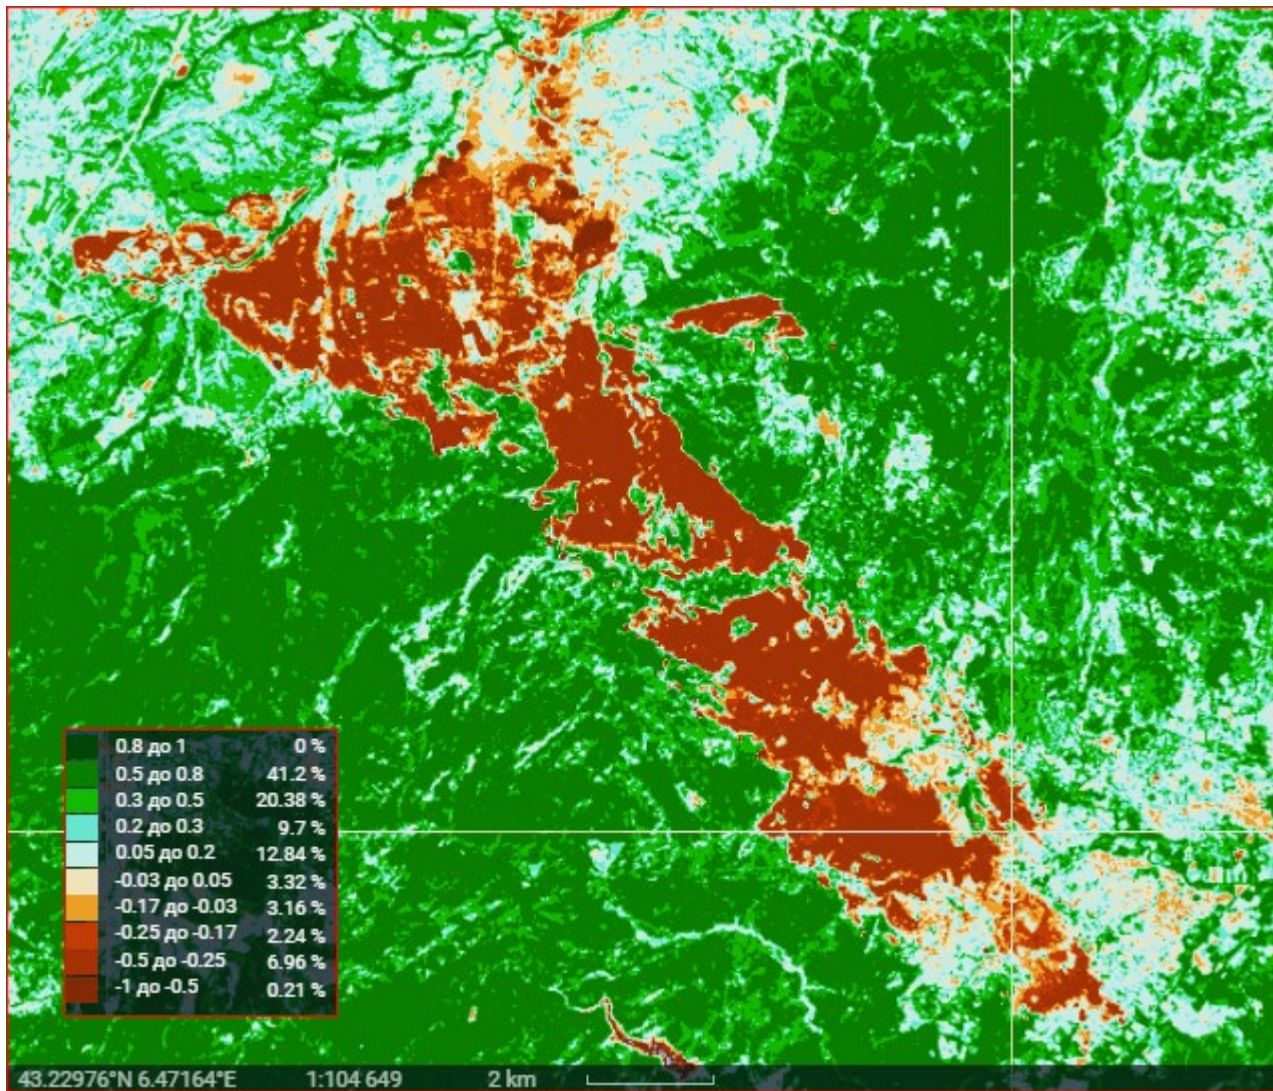 0.8 до 1 0 %
0.5 до 0.8 41.2 %
0.3 до 0.5 20.38 %
0.2 до 0.3 9.7 %
0.05 до 0.2 12.84 %
-0.03 до 0.05 3.32 %
-0.17 до -0.03 3.16 %
-0.25 до -0.17 2.24 %
-0.5 до -0.25 6.96 %
-1 до -0.5 0.21 %
43.22976°N 6.47164°E 1:104 649 2 km